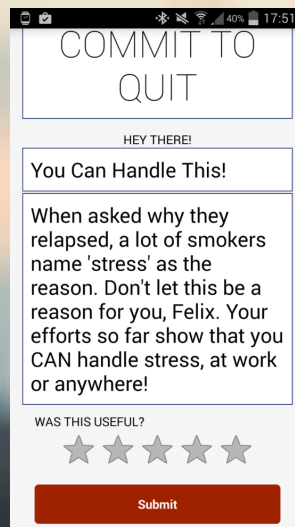 40% 17:51
COMMIT TO
QUIT
HEY THERE!
You Can Handle This!
When asked why they
relapsed, a lot of smokers
name 'stress' as the
reason. Don't let this be a
reason for you, Felix. Your
efforts so far show that you
CAN handle stress, at work
or anywhere!
WAS THIS USEFUL?
Submit